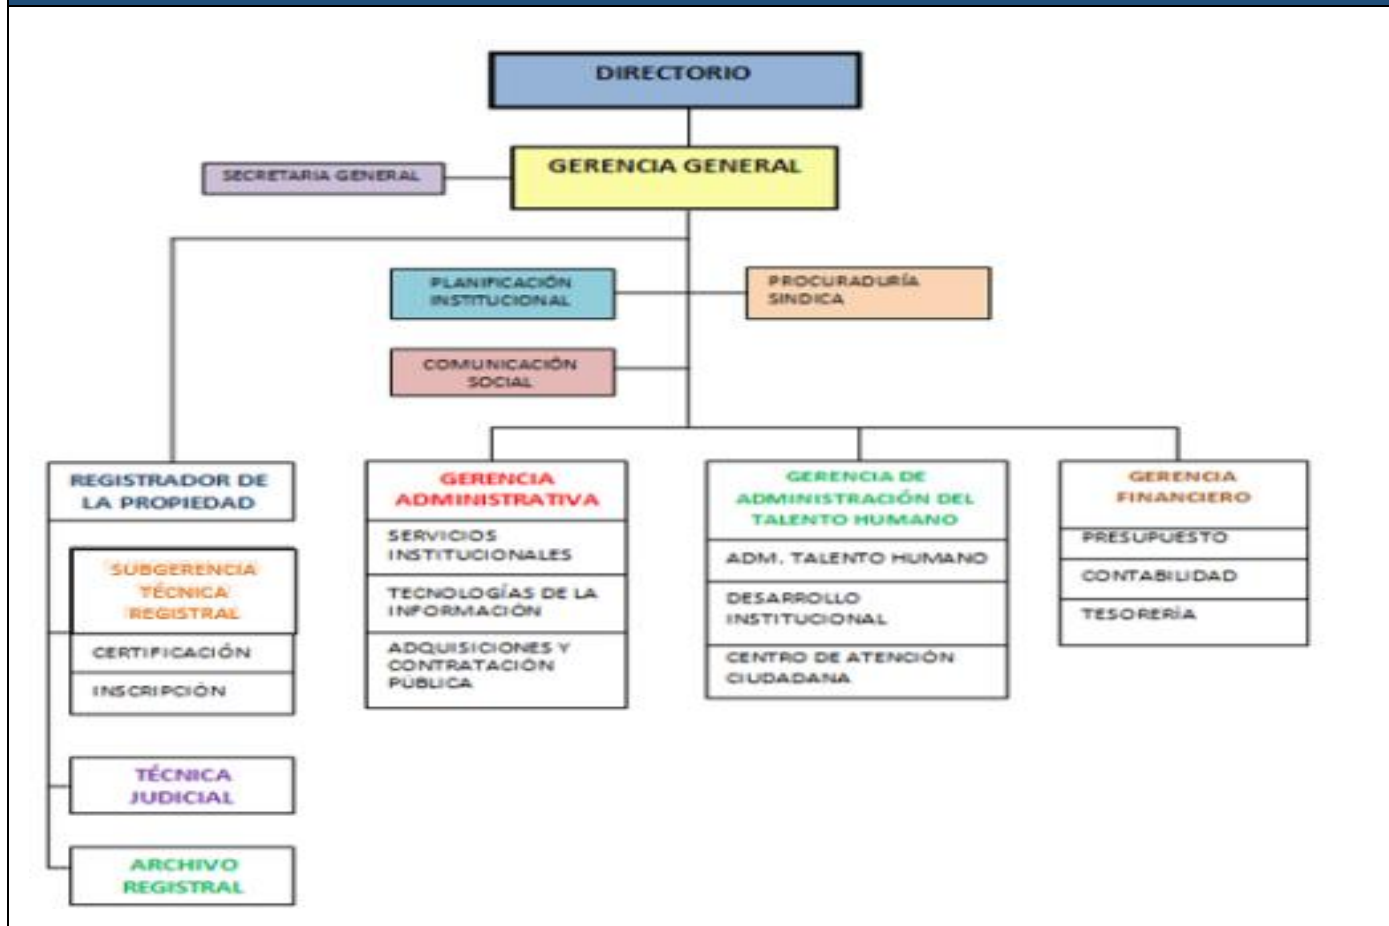 DIRECTORIO
GERENCIA GENERAL
SECRETARIA GENERAL
PLANIFICACIÓN
INSTITUCIONAL
PROCURADURÍA
SINDICA
COMUNICACIÓN
SOCIAL
REGISTRADOR DE
LA PROPIEDAD
SUBGERENCIA
TÉCNICA
REGISTRAL
CERTIFICACIÓN
INSCRIPCIÓN
TÉCNICA
JUDICIAL
ARCHIVO
REGISTRAL
GERENCIA
ADMINISTRATIVA
SERVICIOS
INSTITUCIONALES
TECNOLOGÍAS DE LA
INFORMACIÓN
ADQUISICIONES Y
CONTRATACIÓN
PÚBLICA
GERENCIA DE
ADMINISTRACIÓN DEL
TALENTO HUMANO
ADM. TALENTO HUMANO
DESARROLLO
INSTITUCIONAL
CENTRO DE ATENCIÓN
CIUDADANA
GERENCIA
FINANCIERO
PRESUPUESTO
CONTABILIDAD
TESORERÍA